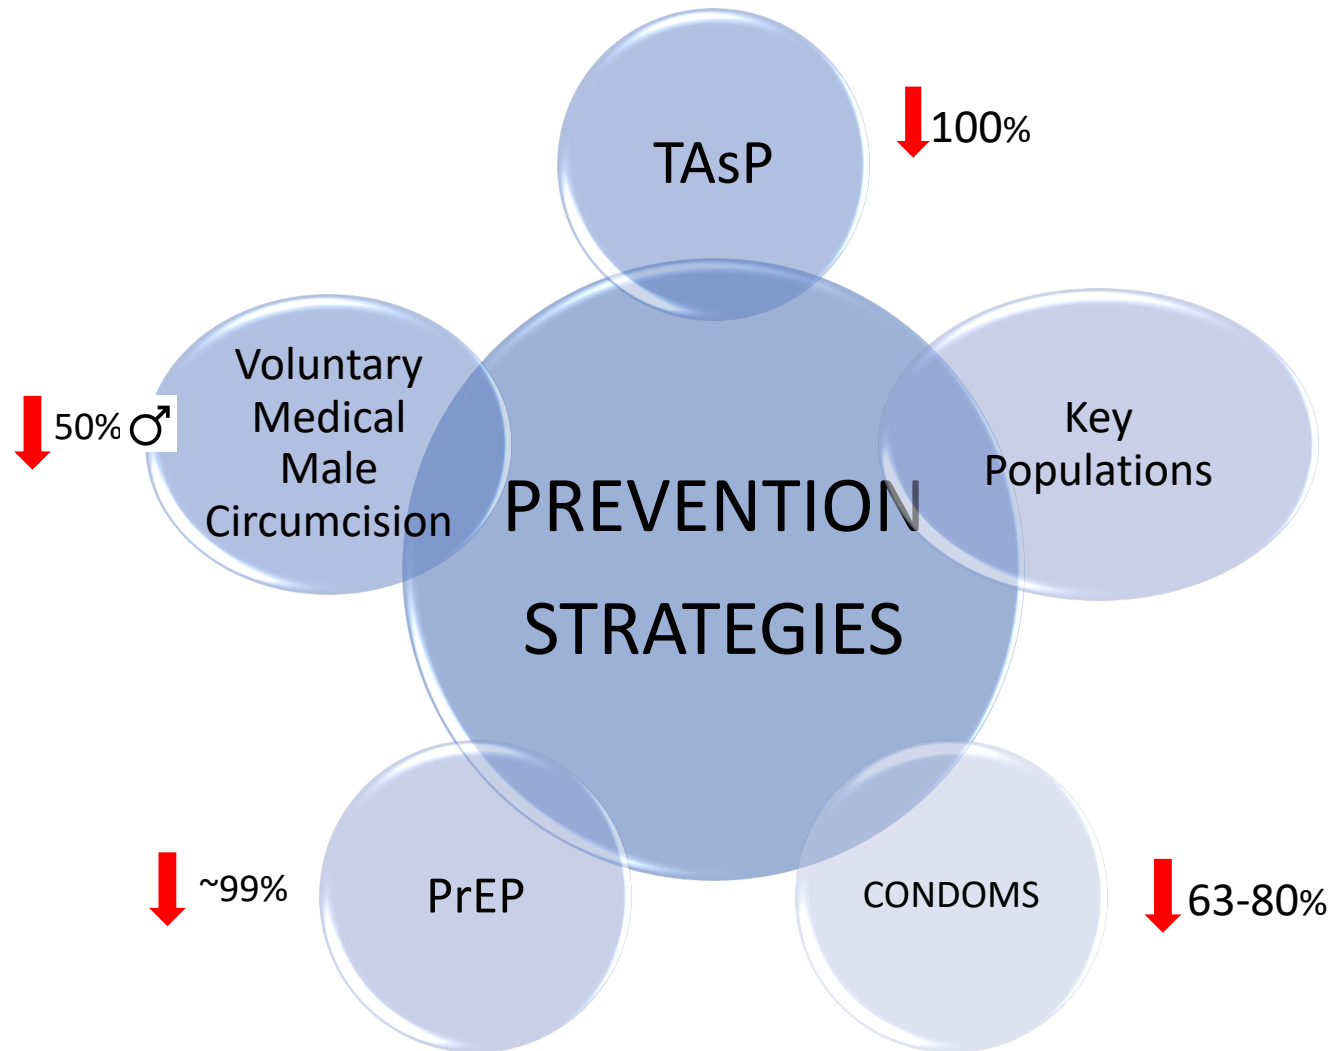 TAsP
100%
Voluntary
Medical
Male
Circumcision
50% ♂
Key
Populations
PREVENTION
STRATEGIES
~99%
PrEP
CONDOMS
63-80%